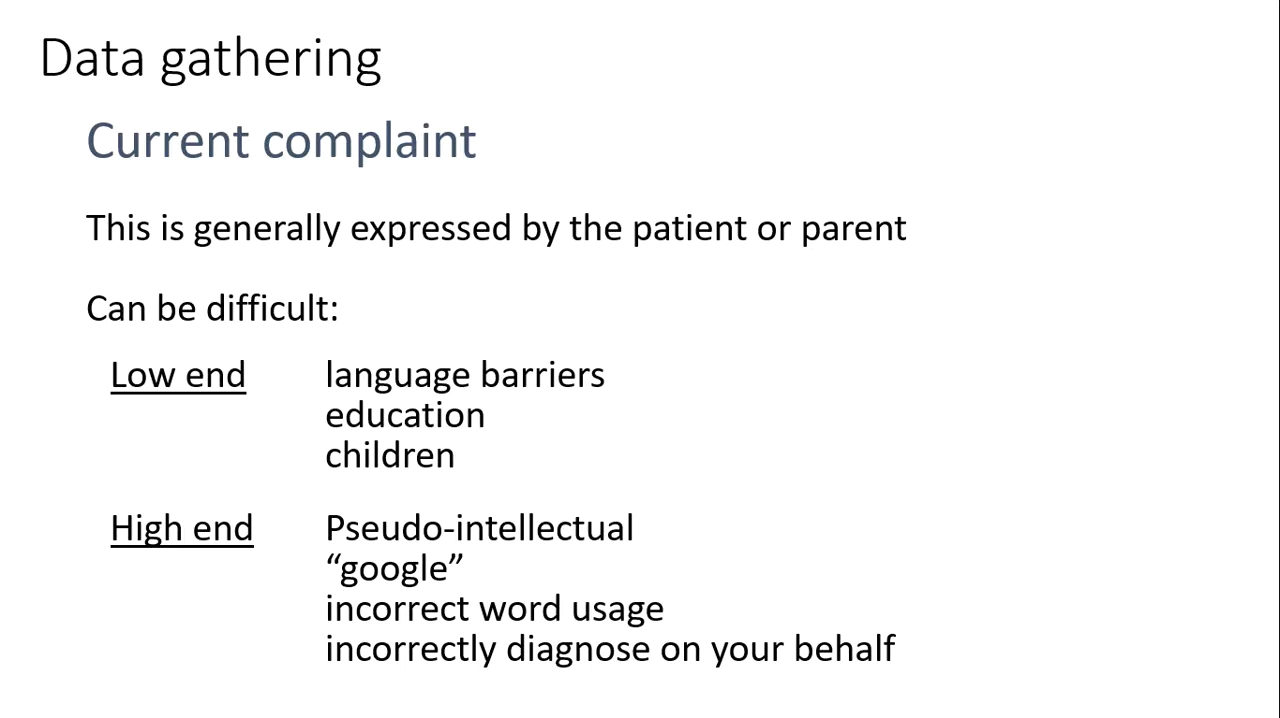 Data gathering
Current complaint
This is generally expressed by the patient or parent
Can be difficult:
Low end language barriers
education
children
High end Pseudo-intellectual
“google”
incorrect word usage
incorrectly diagnose on your behalf